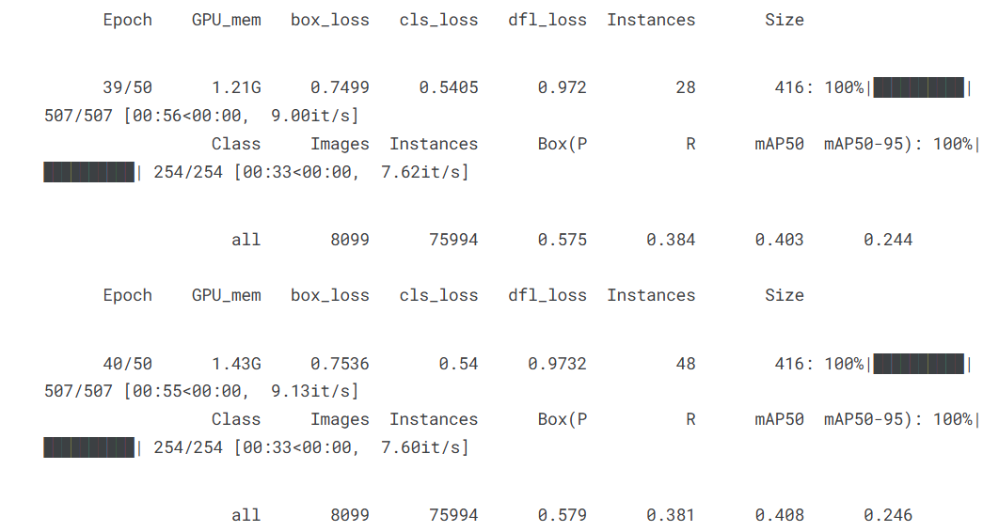 Epoch GPU_mem box_loss cls_loss dfl_loss Instances Size
39/50 1.21G 0.7499 0.5405 0.972 28 416: 100%|██████████|
507/507 [00:56<00:00, 9.00it/s]
Class Images Instances Box(P R mAP50 mAP50-95): 100%|
██████████| 254/254 [00:33<00:00, 7.62it/s]
all 8099 75994 0.575 0.384 0.403 0.244
Epoch GPU_mem box_loss cls_loss dfl_loss Instances Size
40/50 1.43G 0.7536 0.54 0.9732 48 416: 100%|██████████|
507/507 [00:55<00:00, 9.13it/s]
Class Images Instances Box(P R mAP50 mAP50-95): 100%|
██████████| 254/254 [00:33<00:00, 7.60it/s]
all 8099 75994 0.579 0.381 0.408 0.246